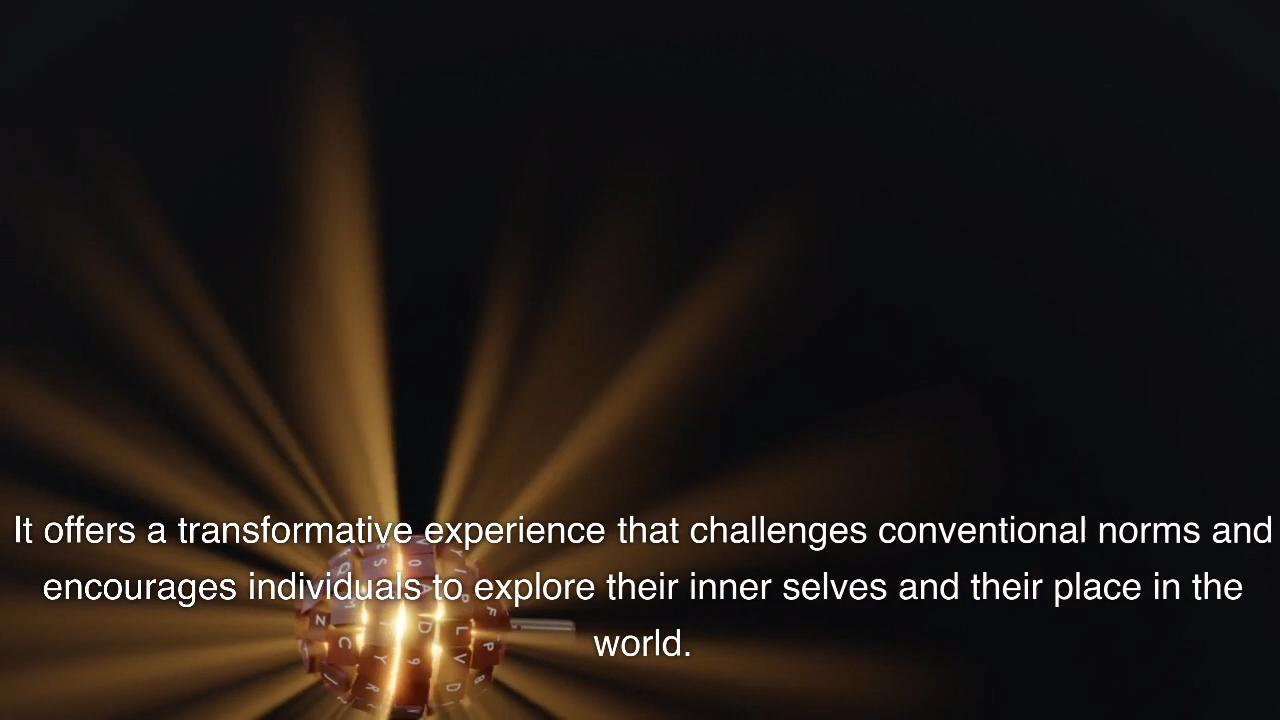 It offers a transformative experience that challenges conventional norms and
encourages individuals to explore their inner selves and their place in the
world.